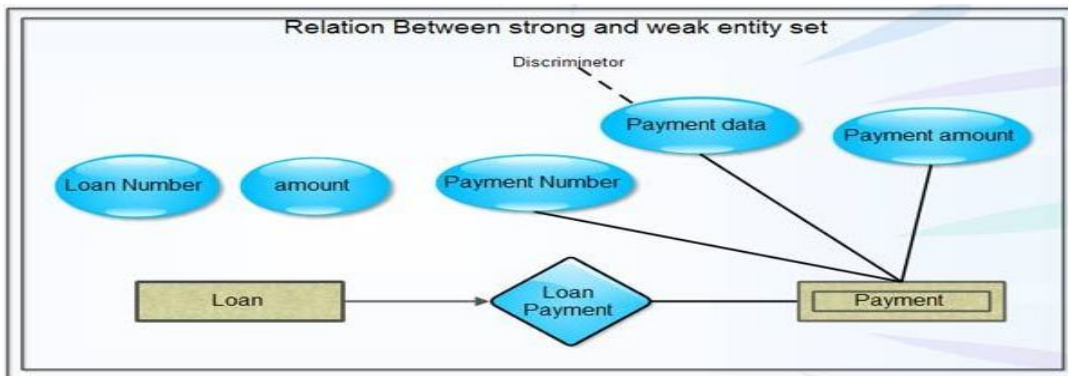 Relation Between strong and weak entity set
Discriminetor
Payment data
Payment amount
Loan Number
amount
Payment Number
Loan
Loan
Payment
Payment